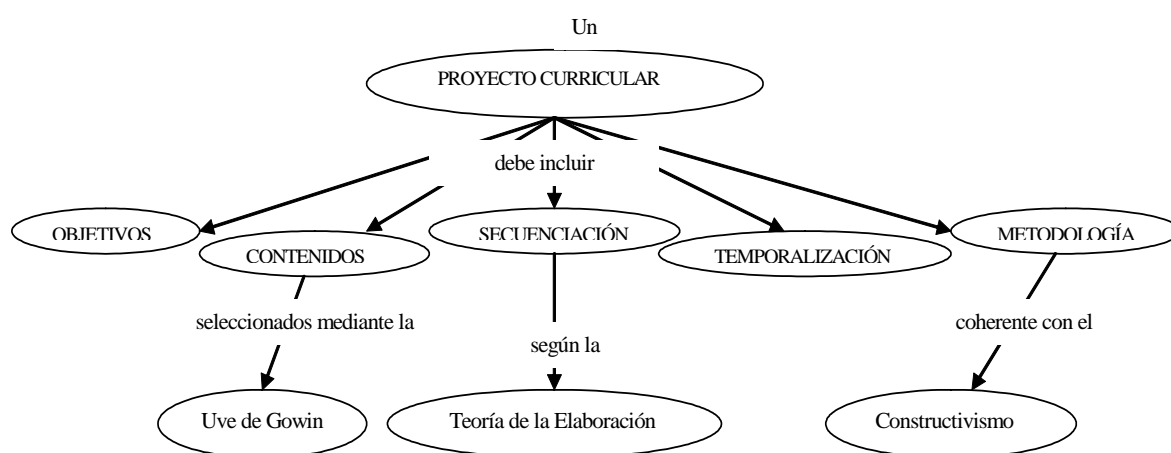 Un
PROYECTO CURRICULAR
debe incluir
OBJETIVOS
CONTENIDOS
SECUENCIACIÓN
TEMPORALIZACIÓN
METODOLOGÍA
seleccionados mediante la
según la
coherente con el
Uve de Gowin
Teoría de la Elaboración
Constructivismo